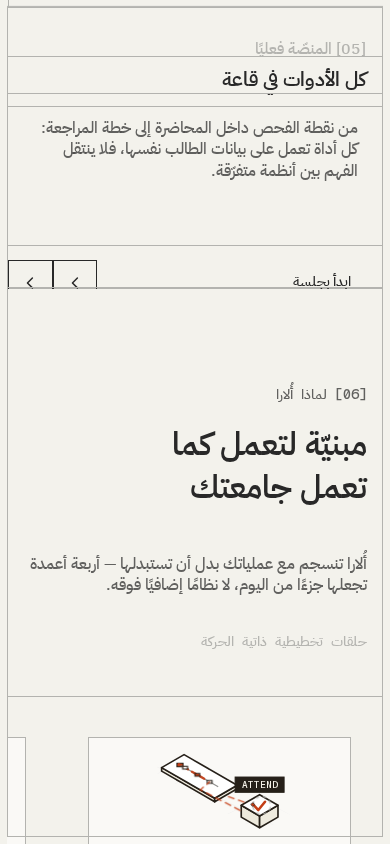 [05] المنصّة فعليًا
كل الأدوات في قاعة
من نقطة الفحص داخل المحاضرة إلى خطة المراجعة:
كل أداة تعمل على بيانات الطالب نفسها، فلا ينتقل
الفهم بين أنظمة متفرّقة.
ابدأ بجلسة
[06] لماذا أُلارا
مبنيّة لتعمل كما
تعمل جامعتك
أُلارا تنسجم مع عملياتك بدل أن تستبدلها — أربعة أعمدة
تجعلها جزءًا من اليوم، لا نظامًا إضافيًا فوقه.
حلقات تخطيطية ذاتية الحركة
ATTEND